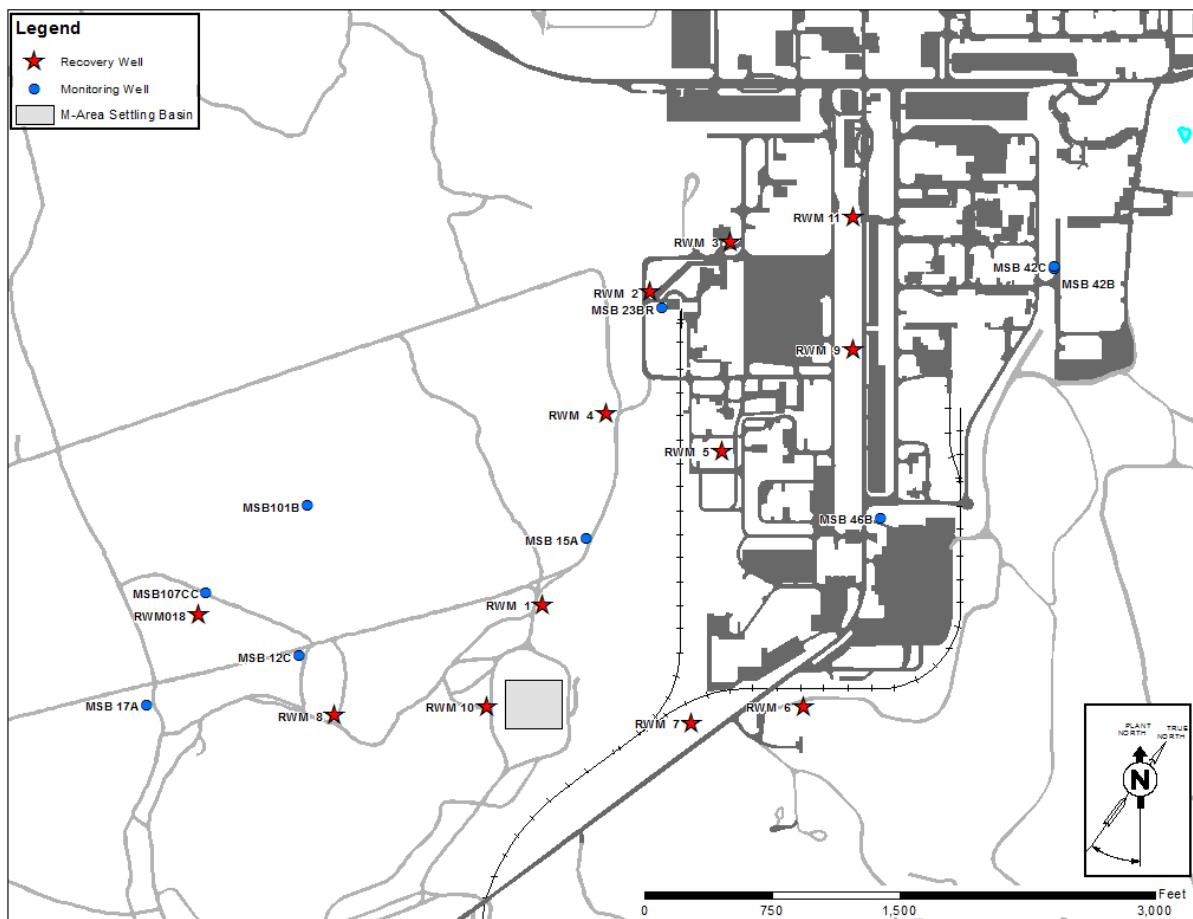 Legend
Recovery Well
Monitoring Well
M-Area Settling Basin
RWM 11
RWM 3
MSB 42C
MSB 42B
RWM 2
MSB 23BR
RWM 9
RWM 4
RWM 5
MSB101B
MSB 46B
MSB 15A
MSB107CC
RWM 1
RWM018
MSB 12C
MSB 17A
RWM 10
RWM 6
RWM 8
RWM 7
PLANT
NORTH
TRUE
NORTH
N
Feet
0
750
1,500
3,000